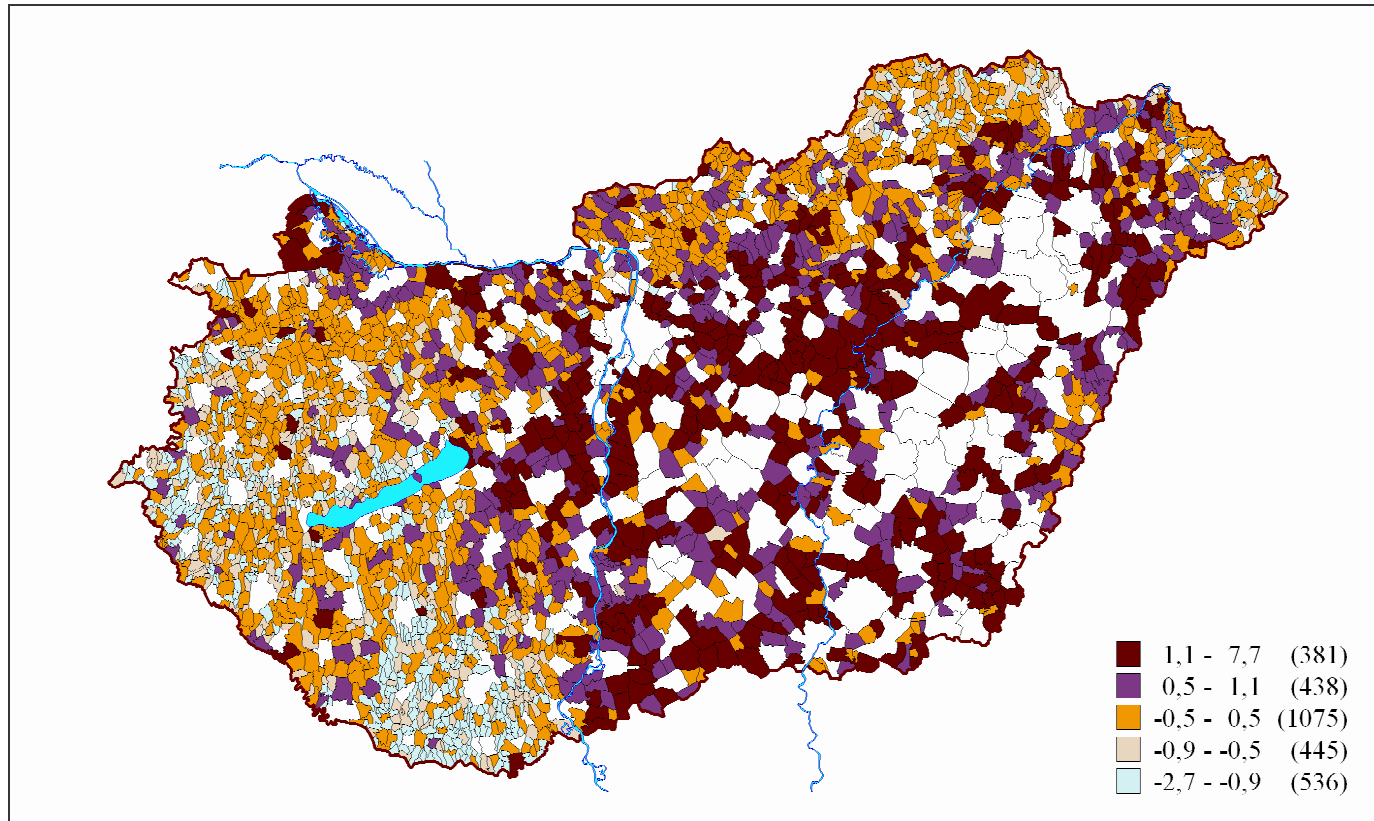 1,1 - 7,7 (381)
0,5 - 1,1 (438)
-0,5 - 0,5 (1075)
-0,9 - -0,5 (445)
-2,7 - -0,9 (536)